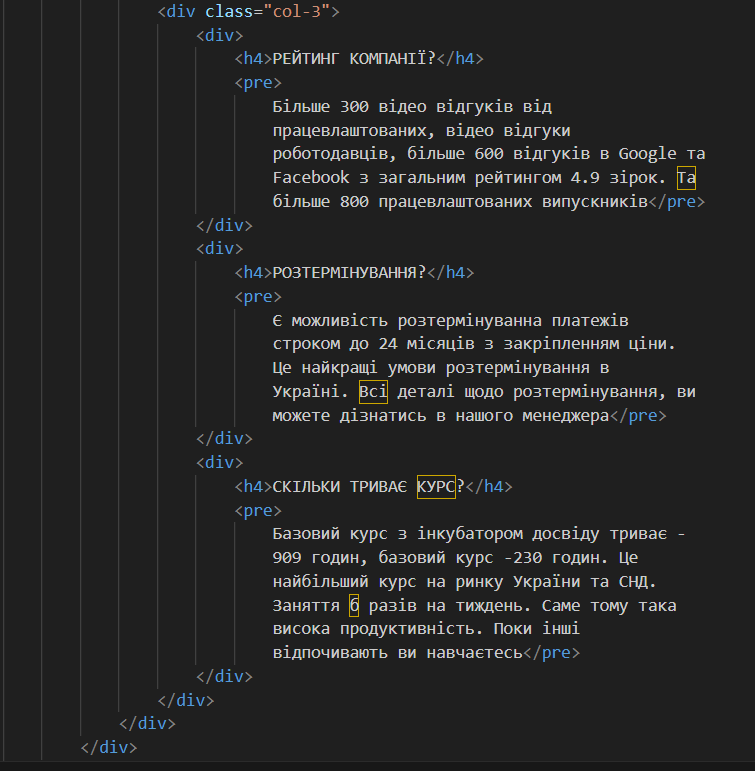 <div class="col-3">
<div>
<h4>РЕЙТИНГ КОМПАНІЇ?</h4>
<pre>
Більше 300 відео відгуків від
працевлаштованих, відео відгуки
роботодавців, більше 600 відгуків в Google та
Facebook з загальним рейтингом 4.9 зірок. Та
більше 800 працевлаштованих випускників</pre>
</div>
<div>
<h4>РОЗТЕРМІНУВАННЯ?</h4>
<pre>
Є можливість розтермінуванна платежів
строком до 24 місяців з закріпленням ціни.
Це найкращі умови розтермінування в
Україні. Всі деталі щодо розтермінування, ви
можете дізнатись в нашого менеджера</pre>
</div>
<div>
<h4>СКІЛЬКИ ТРИВАЄ КУРС?</h4>
<pre>
Базовий курс з інкубатором досвіду триває -
909 годин, базовий курс -230 годин. Це
найбільший курс на ринку України та СНД.
Заняття б разів на тиждень. Саме тому така
висока продуктивність. Поки інші
відпочивають ви навчаєтесь</pre>
</div>
</div>
</div>
</div>